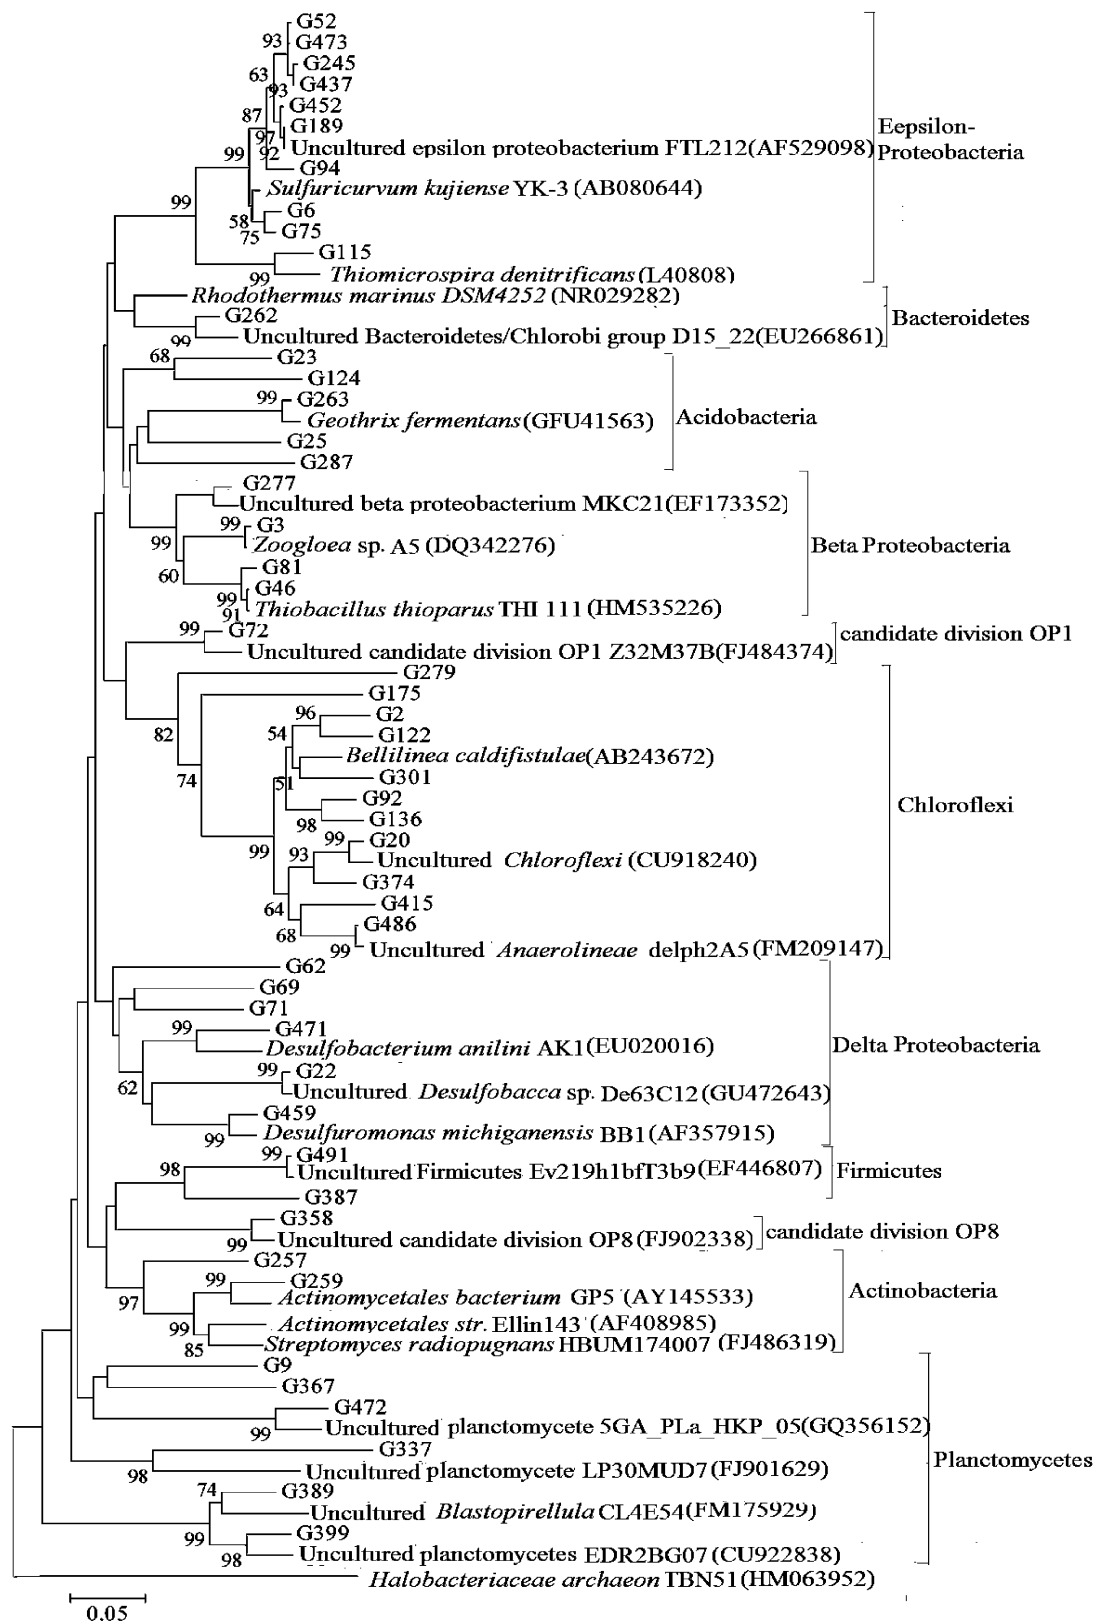 G52
93
G473
G245
63
G437
93
G452
87
G189
Eepsilon-
Proteobacteria
97
Uncultured epsilon proteobacterium FTL212(AF529098)
92
99
G94
Sulfuricurvum kujiense YK-3 (AB080644)
99
G6
58
G75
75
G115
Thiomicrospira denitrificans(L40808)
99
Rhodothermus marinus DSM4252 (NR029282)
G262
Bacteroidetes
Uncultured Bacteroidetes/Chlorobi group D15_22(EU266861)
99
68
G23
G124
99
G263
Geothrix fermentans(GFU41563)
Acidobacteria
G25
G287
G277
Uncultured beta proteobacterium MKC21(EF173352)
99
G3
Zoogloea sp. A5 (DQ342276)
Beta Proteobacteria
99
G81
60
G46
99
Thiobacillus thioparus THI 111 (HM535226)
91
99
G72
candidate division OP1
Uncultured candidate division OP1 Z32M37B(FJ484374)
G279
G175
96
G2
82
54
G122
Bellilinea caldifistulae(AB243672)
74
51
G301
G92
Chloroflexi
98
G136
99
G20
99
93
Uncultured Chloroflexi (CU918240)
G374
64
G415
G486
68
99
Uncultured Anaerolineae delph2A5 (FM209147)
G62
G69
G71
99
G471
Desulfobacterium anilini AK1(EU020016)
Delta Proteobacteria
99
G22
62
Uncultured Desulfobacca sp. De63C12 (GU472643)
G459
99
Desulfuromonas michiganensis BB1(AF357915)
99
G491
98
Uncultured Firmicutes Ev219h1bfT3b9(EF446807)
Firmicutes
G387
G358
99
Uncultured candidate division OP8 (FJ902338)
candidate division OP8
G257
99
G259
Actinobacteria
97
Actinomycetales bacterium GP5 (AY145533)
99
Actinomycetales str. Ellin143 (AF408985)
85
Streptomyces radiopugnans HBUM174007 (FJ486319)
G9
G367
G472
99
Uncultured planctomycete 5GA_PLa_HKP_05(GQ356152)
G337
Planctomycetes
98
Uncultured planctomycete LP30MUD7(FJ901629)
74
G389
Uncultured Blastopirellula CL4E54 (FM175929)
99
G399
98
Uncultured planctomycetes EDR2BG07 (CU922838)
Halobacteriaceae archaeon TBN51 (HM063952)
0.05